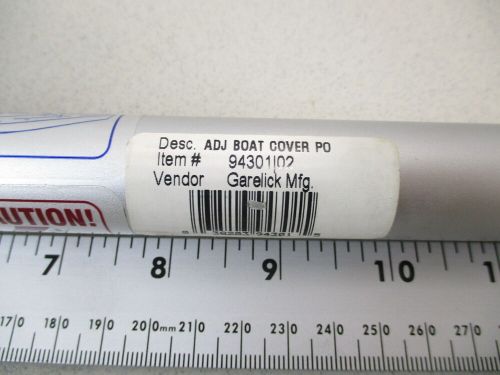 Desc. ADJ BOAT COVER PO
Item # 94301|02
Vendor Garelick Mfg.
CAUTION!
7 8 9 10
170 180 190 200mm 210 220 230 240 250 260 270